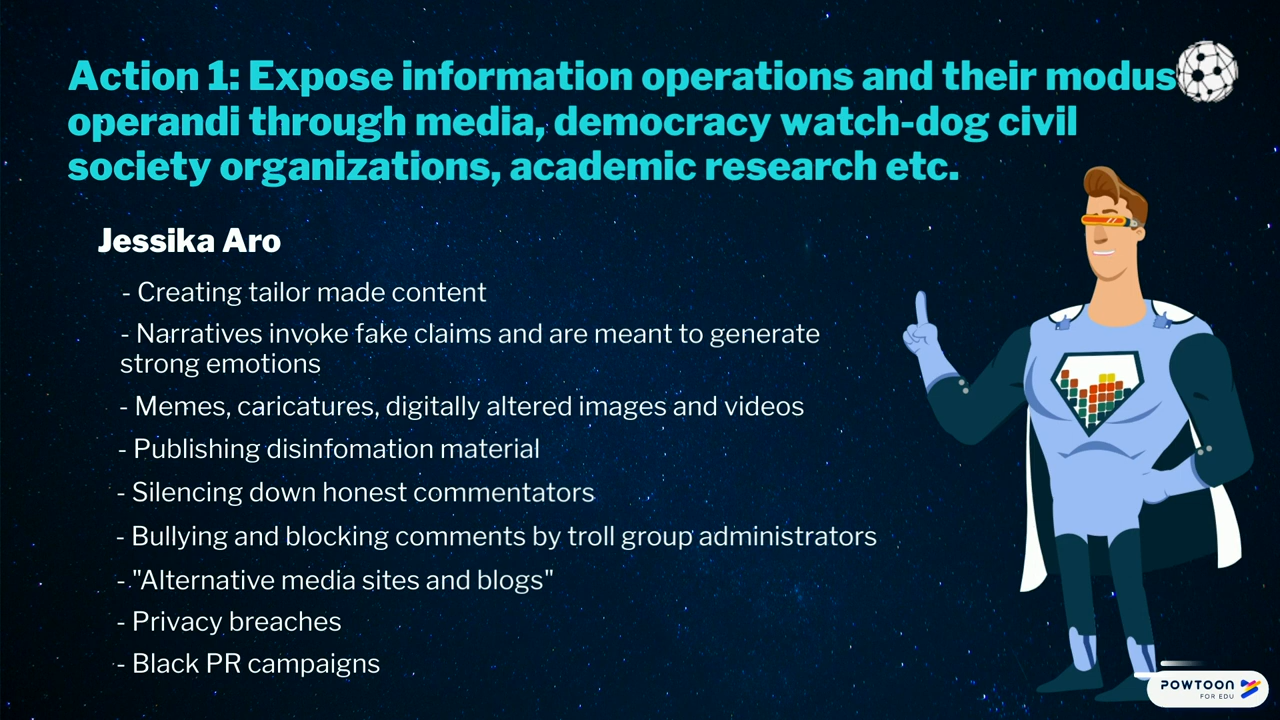 Action 1: Expose information operations and their modus
operandi through media, democracy watch-dog civil
society organizations, academic research etc.
Jessika Aro
- Creating tailor made content
- Narratives invoke fake claims and are meant to generate
strong emotions
- Memes, caricatures, digitally altered images and videos
- Publishing disinfomation material
- Silencing down honest commentators
- Bullying and blocking comments by troll group administrators
- "Alternative media sites and blogs"
- Privacy breaches
- Black PR campaigns
POWTOON
FOR EDU